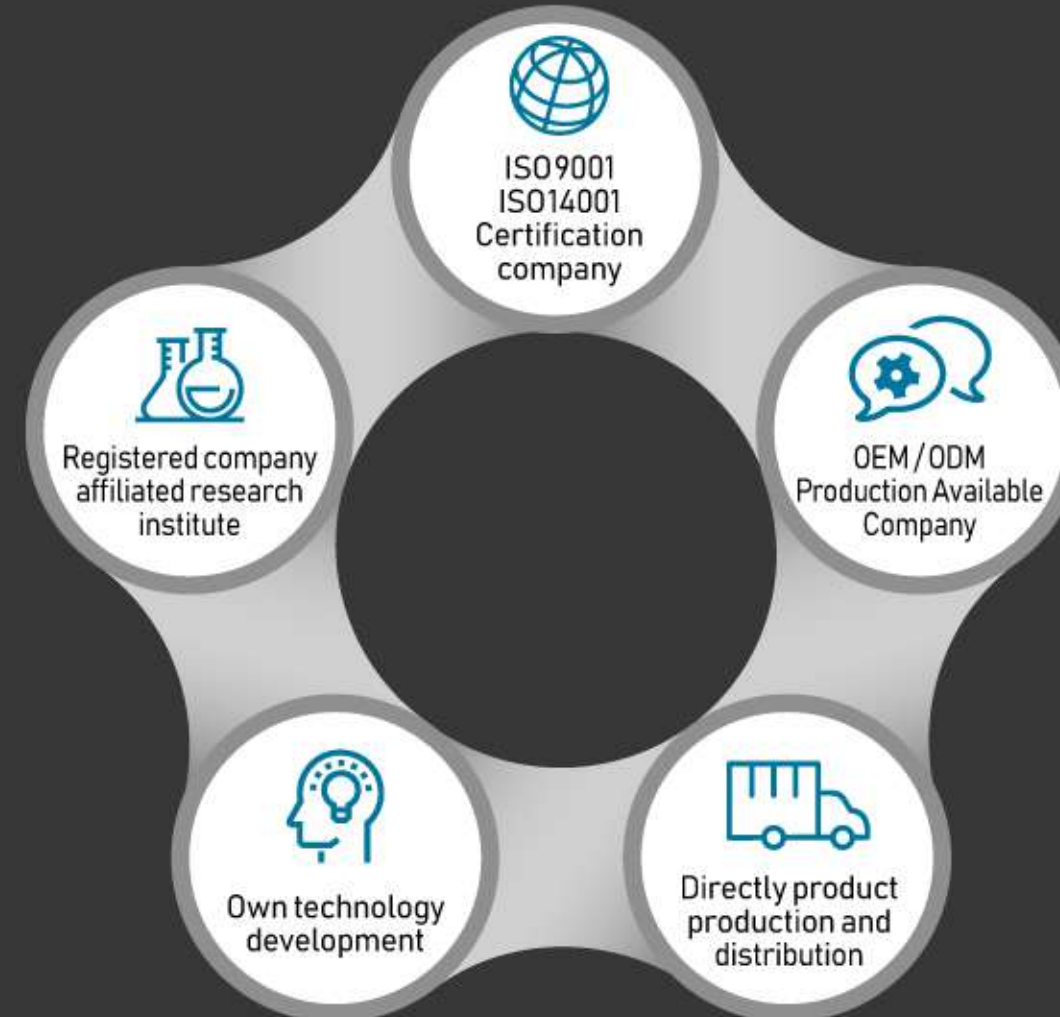 ISO9001
ISO14001
Certification
company
Registered company
affiliated research
institute
OEM / ODM
Production Available
Company
Own technology
development
Directly product
production and
distribution